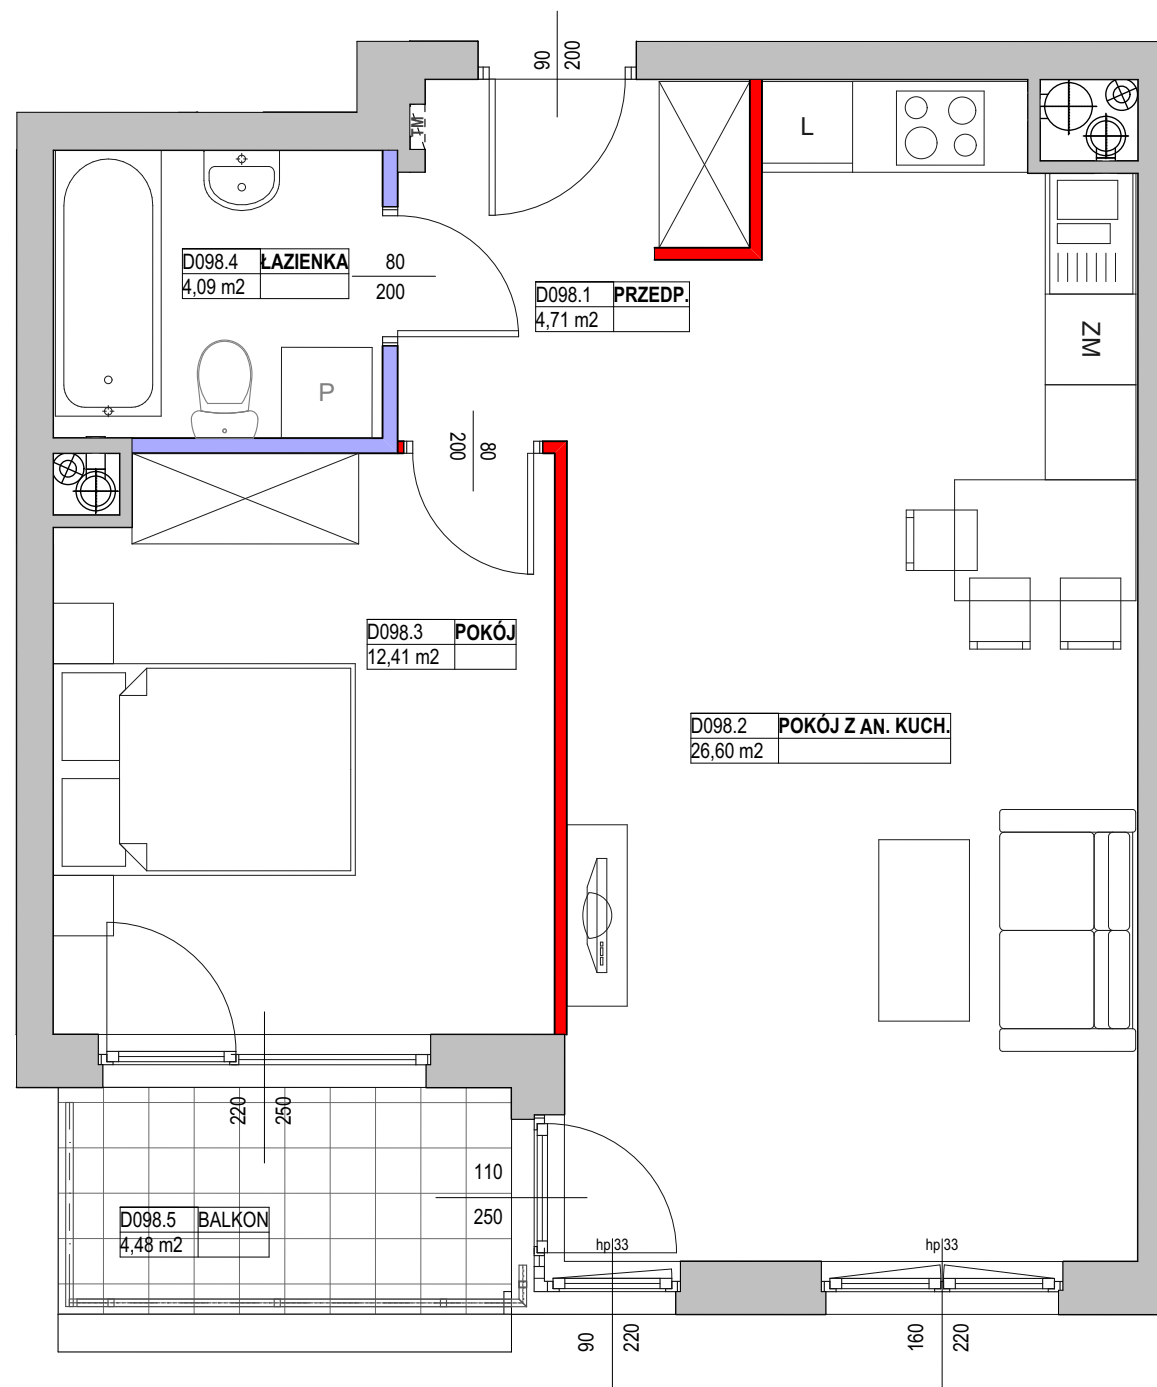 90
200
TM
L
D098.4 ŁAZIENKA
4,09 m2
80
200
D098.1 PRZEDP.
4,71 m2
ZM
P
80
200
D098.3 POKÓJ
12,41 m2
D098.2 POKÓJ Z AN. KUCH.
26,60 m2
220
250
110
250
D098.5 BALKON
4,48 m2
hp 33
hp 33
90
220
160
220